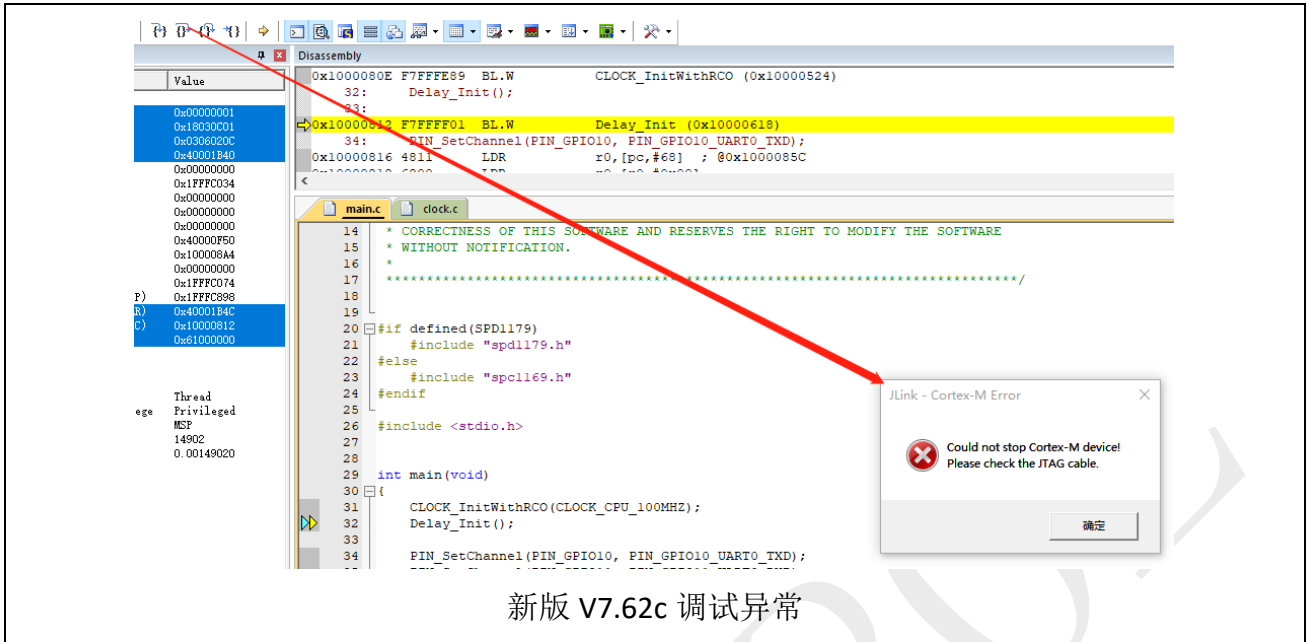 Disassembly
Value
0x1000080E F7FFFE89 BL.W CLOCK_InitWithRCO (0x10000524)
32: Delay_Init();
33:
0x10000812 F7FFFF01 BL.W Delay_Init (0x10000618)
34: PIN_SetChannel(PIN_GPIO10, PIN_GPIO10_UART0_TXD);
0x10000816 4811 LDR r0,[pc,#68] ; @0x1000085C
0x00000001
0x18030C01
0x0306020C
0x40001B40
0x00000000
0x1FFFC034
0x00000000
0x00000000
0x00000000
0x40000F50
0x100008A4
0x00000000
0x1FFFC074
P) 0x1FFFC898
R) 0x40001B4C
C) 0x10000812
0x61000000
Thread
ege Privileged
MSP
14902
0.00149020
main.c clock.c
14 * CORRECTNESS OF THIS SOFTWARE AND RESERVES THE RIGHT TO MODIFY THE SOFTWARE
15 * WITHOUT NOTIFICATION.
16 *
17 ******************************************************************************/
18
19
20 #if defined(SPD1179)
21 #include "spd1179.h"
22 #else
23 #include "spc1169.h"
24 #endif
25
26 #include <stdio.h>
27
28
29 int main(void)
30 {
31 CLOCK_InitWithRCO(CLOCK_CPU_100MHZ);
32 Delay_Init();
33
34 PIN_SetChannel(PIN_GPIO10, PIN_GPIO10_UART0_TXD);
JLink - Cortex-M Error
Could not stop Cortex-M device!
Please check the JTAG cable.
确定
新版 V7.62c 调试异常